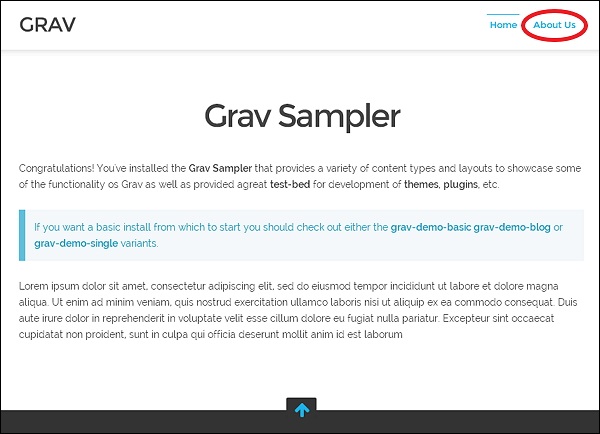 GRAV
Home About Us
Grav Sampler
Congratulations! You've installed the Grav Sampler that provides a variety of content types and layouts to showcase some
of the functionality os Grav as well as provided agreat test-bed for development of themes, plugins, etc.
If you want a basic install from which to start you should check out either the grav-demo-basic grav-demo-blog or
grav-demo-single variants.
Lorem ipsum dolor sit amet, consectetur adipiscing elit, sed do eiusmod tempor incididunt ut labore et dolore magna
aliqua. Ut enim ad minim veniam, quis nostrud exercitation ullamco laboris nisi ut aliquip ex ea commodo consequat. Duis
aute irure dolor in reprehenderit in voluptate velit esse cillum dolore eu fugiat nulla pariatur. Excepteur sint occaecat
cupidatat non proident, sunt in culpa qui officia deserunt mollit anim id est laborum